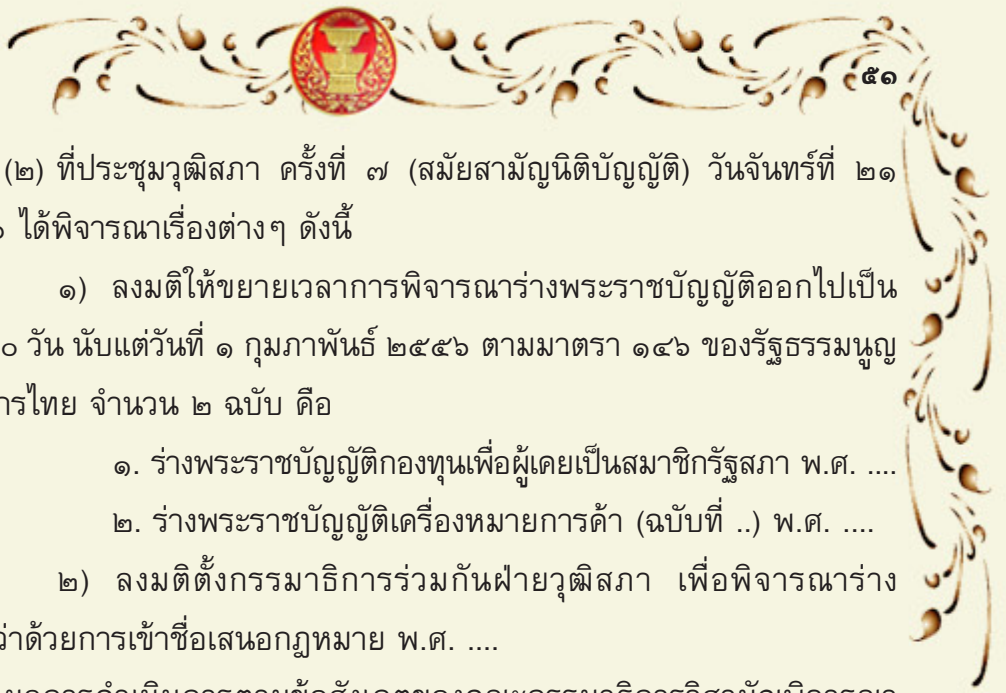 ๕๑
(๒) ที่ประชุมวุฒิสภา ครั้งที่ ๗ (สมัยสามัญนิติบัญญัติ) วันจันทร์ที่ ๒๑
ได้พิจารณาเรื่องต่างๆ ดังนี้
๑) ลงมติให้ขยายเวลาการพิจารณาร่างพระราชบัญญัติออกไปเป็น
๐ วัน นับแต่วันที่ ๑ กุมภาพันธ์ ๒๕๕๖ ตามมาตรา ๑๔๖ ของรัฐธรรมนูญ
ารไทย จำนวน ๒ ฉบับ คือ
๑. ร่างพระราชบัญญัติกองทุนเพื่อผู้เคยเป็นสมาชิกรัฐสภา พ.ศ. ....
๒. ร่างพระราชบัญญัติเครื่องหมายการค้า (ฉบับที่ ..) พ.ศ. ....
๒) ลงมติตั้งกรรมาธิการร่วมกันฝ่ายวุฒิสภา เพื่อพิจารณาร่าง
ว่าด้วยการเข้าชื่อเสนอกฎหมาย พ.ศ. ....